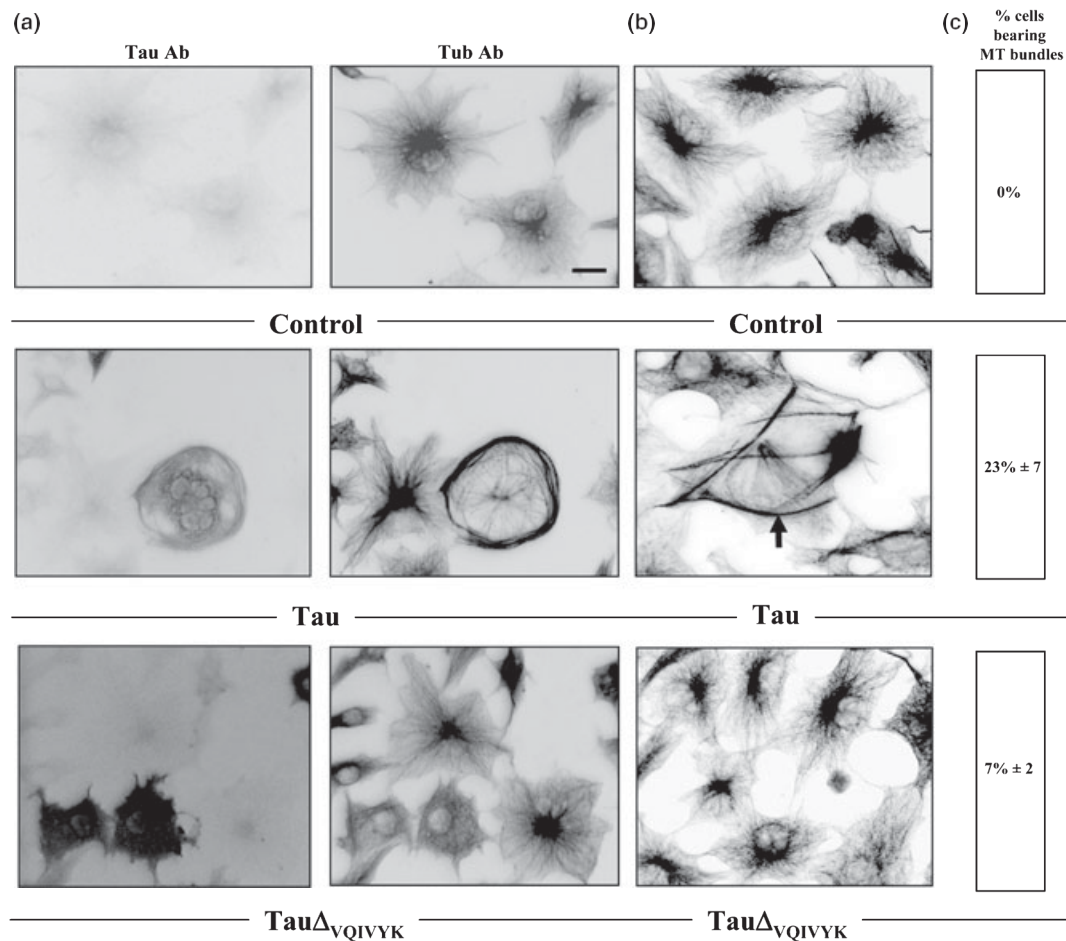 (a)
(b)
(c)
% cells
bearing
MT bundles
Tau Ab
Tub Ab
0%
Control
Control
23% ± 7
Tau
Tau
7% ± 2
TauΔVQIVYK
TauΔVQIVYK